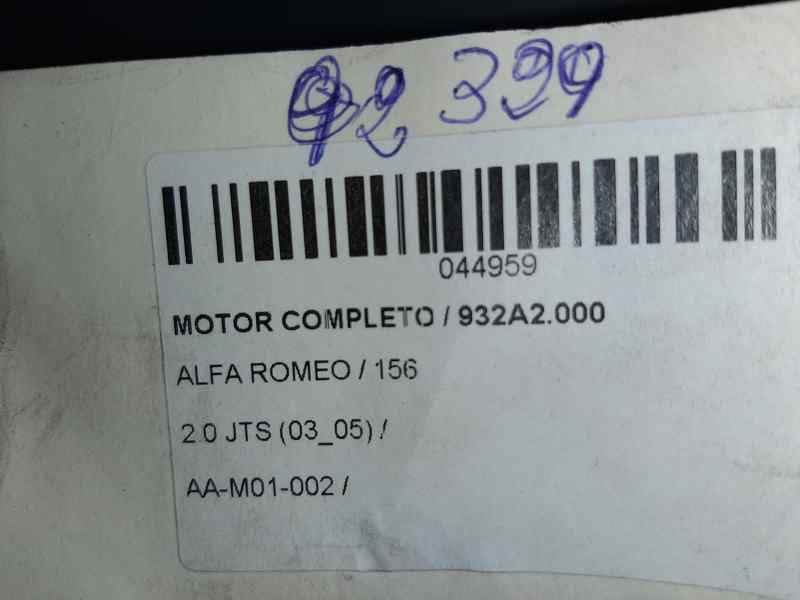 92 399
044959
MOTOR COMPLETO / 932A2.000
ALFA ROMEO / 156
2.0 JTS (03_05) /
AA-M01-002 /